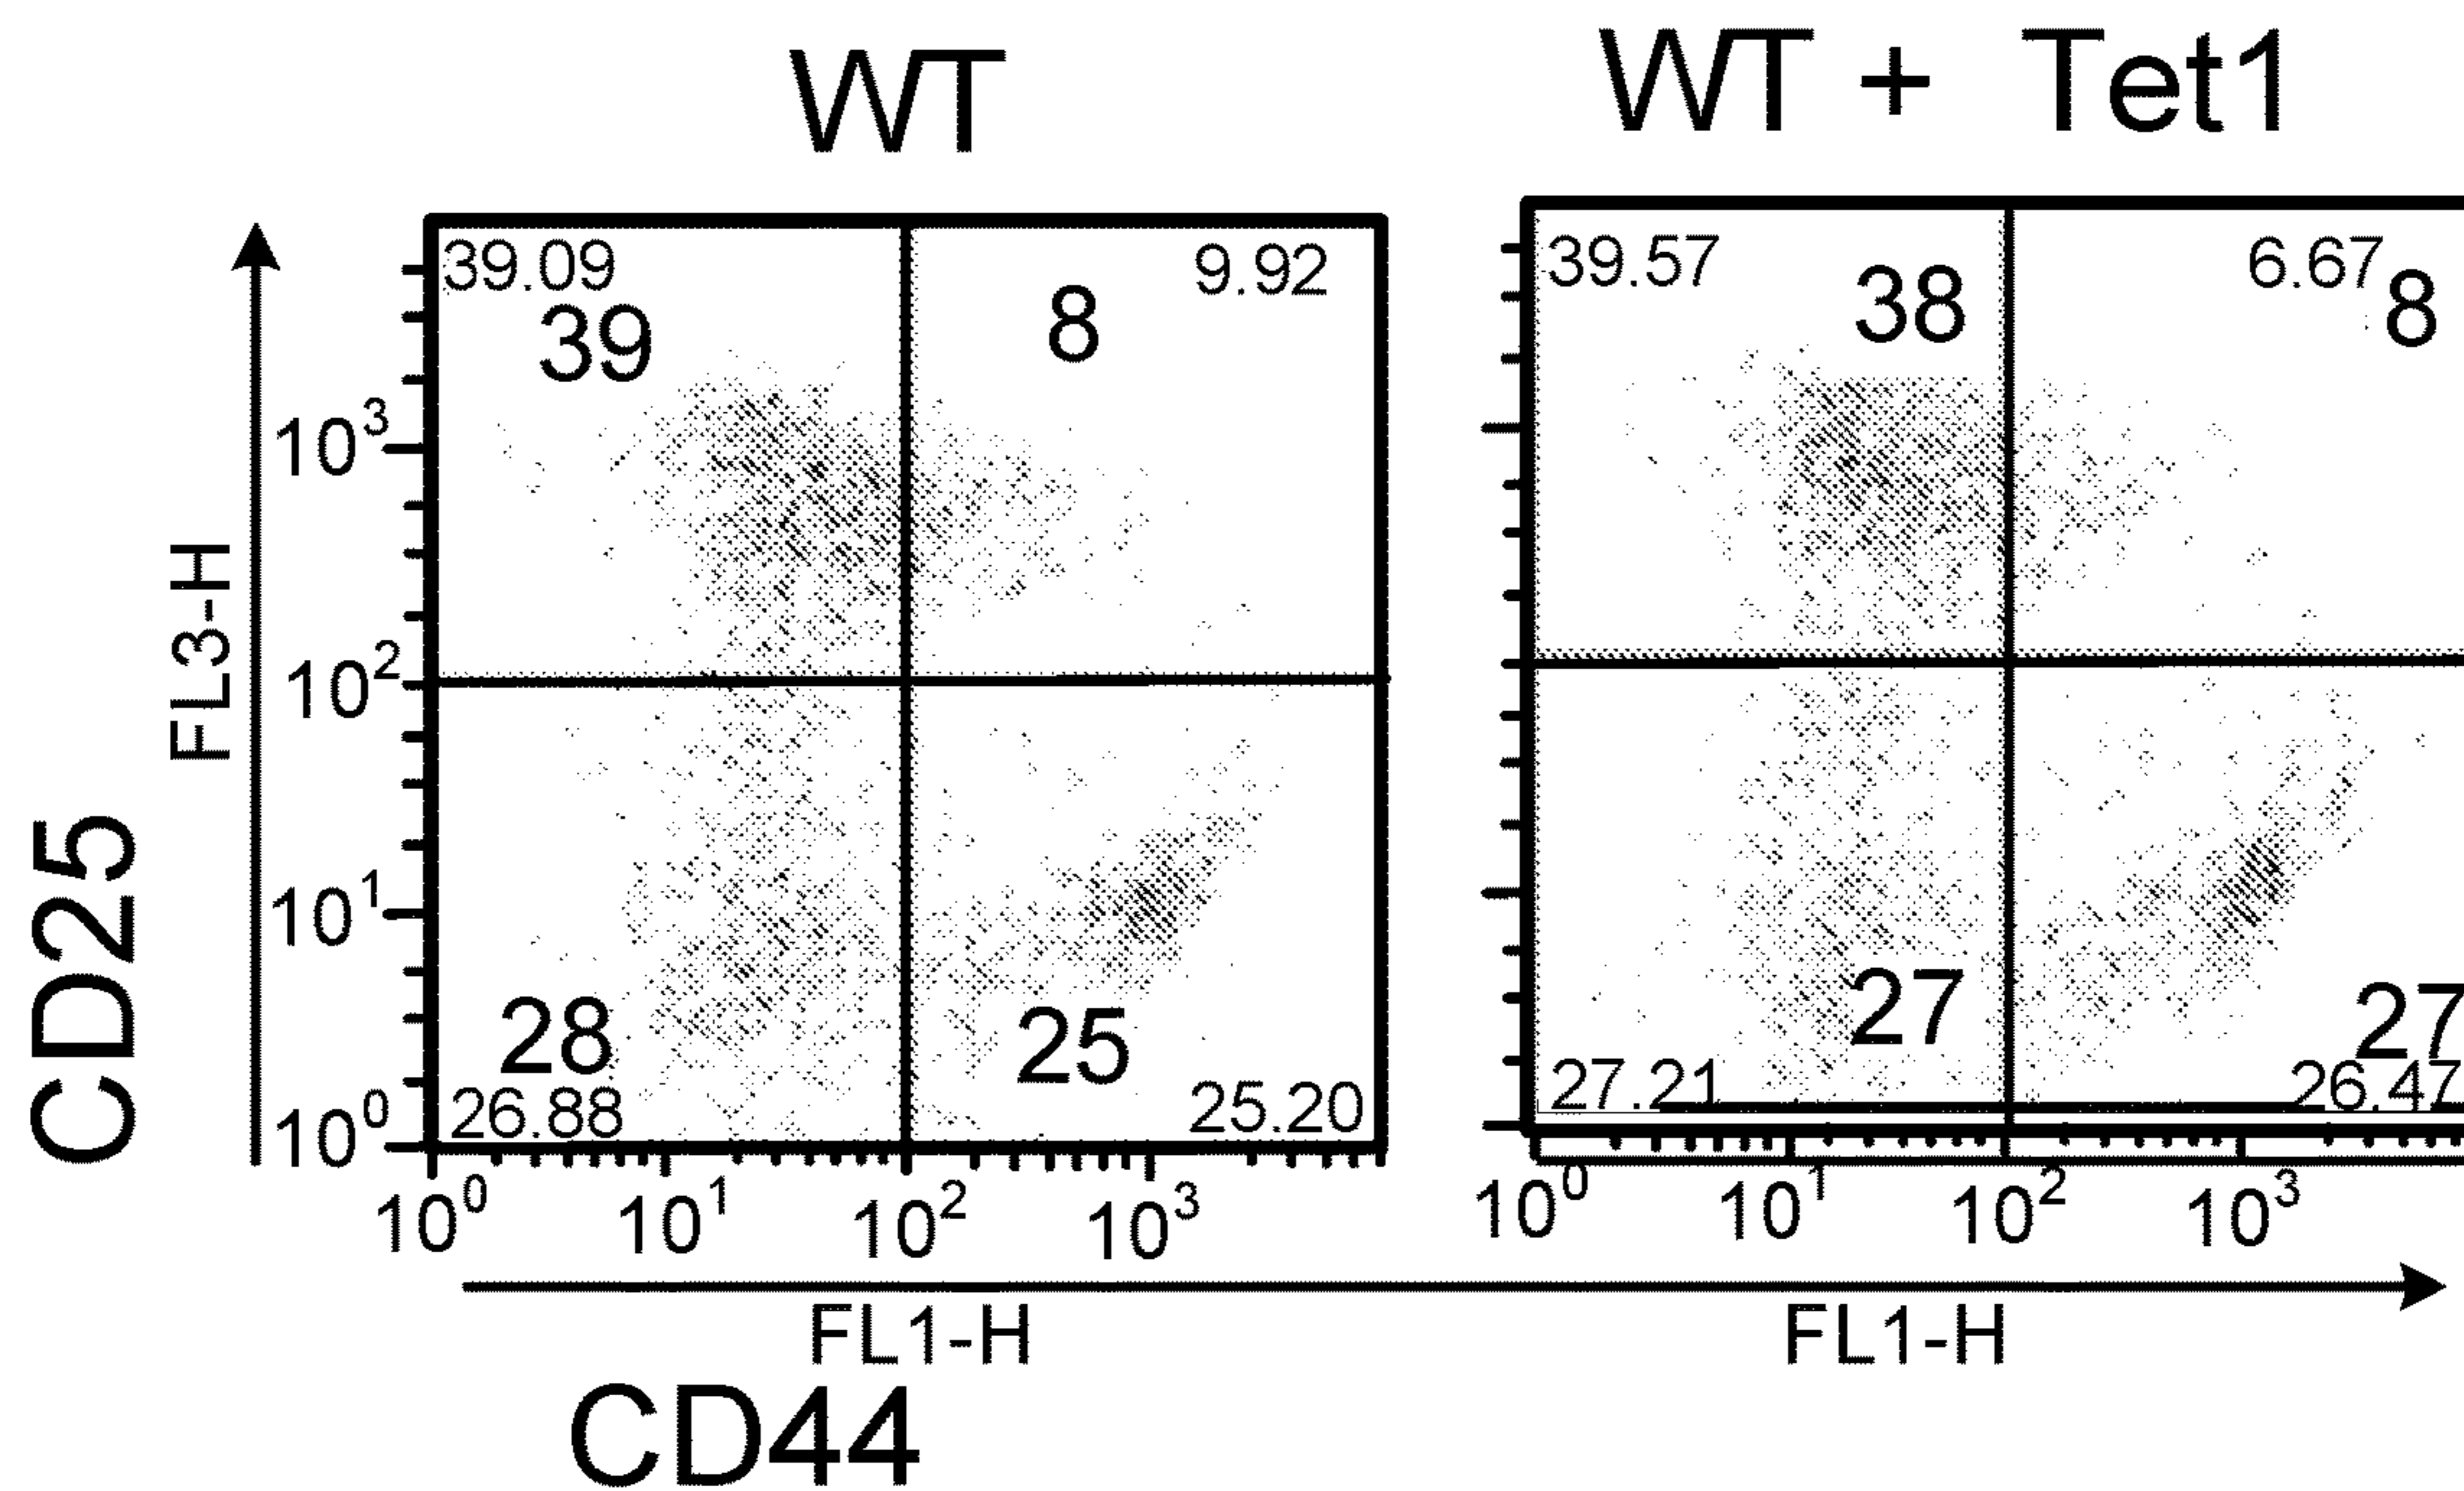 WT
WT + Tet1
39.09
9.92
39
8
39.57
6.67
38
8
10³
10²
10¹
10⁰
FL3-H
CD25
28
25
26.88
25.20
27
27
27.21
26.47
10⁰ 10¹ 10² 10³
10⁰ 10¹ 10² 10³
FL1-H
FL1-H
CD44